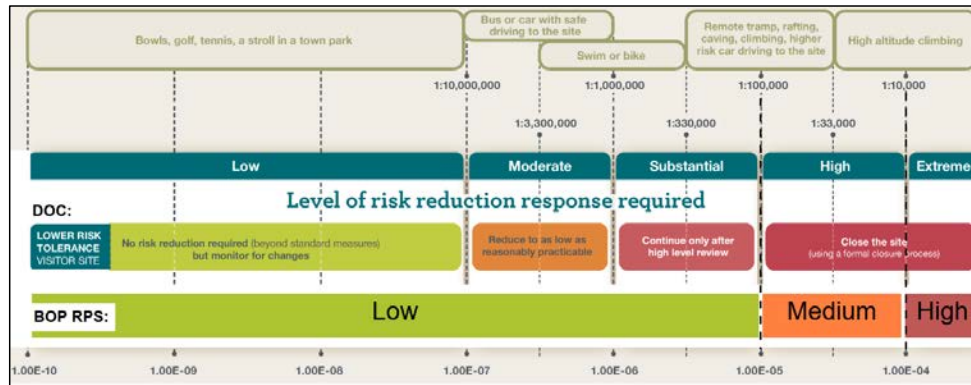 Bowls, golf, tennis, a stroll in a town park
Bus or car with safe
driving to the site
Swim or bike
Remote tramp, rafting,
caving, climbing, higher
risk car driving to the site
High altitude climbing
1:10,000,000
1:1,000,000
1:100,000
1:10,000
1:3,300,000
1:330,000
1:33,000
Low
Moderate
Substantial
High
Extreme
Level of risk reduction response required
DOC:
LOWER RISK
TOLERANCE
VISITOR SITE
No risk reduction required (beyond standard measures)
but monitor for changes
Reduce to as low as
reasonably practicable
Continue only after
high level review
Close the site
(using a formal closure process)
BOP RPS:
Low
Medium
High
1.00E-10
1.00E-09
1.00E-08
1.00E-07
1.00E-06
1.00E-05
1.00E-04